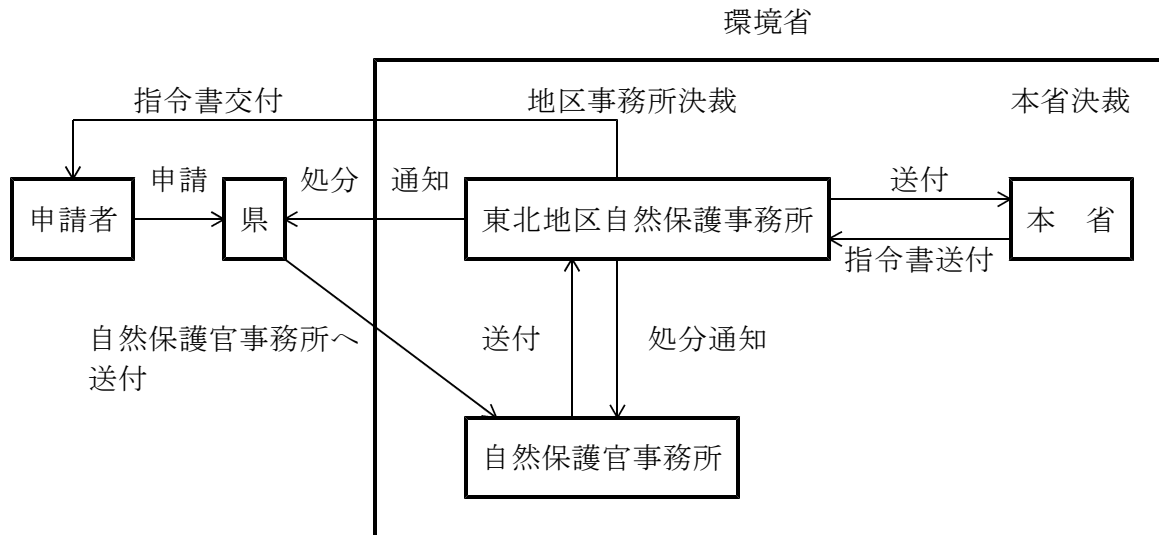 環境省
指令書交付
地区事務所決裁
本省決裁
申請
処分
通知
送付
申請者
県
東北地区自然保護事務所
本　省
指令書送付
自然保護官事務所へ
送付
送付
処分通知
自然保護官事務所